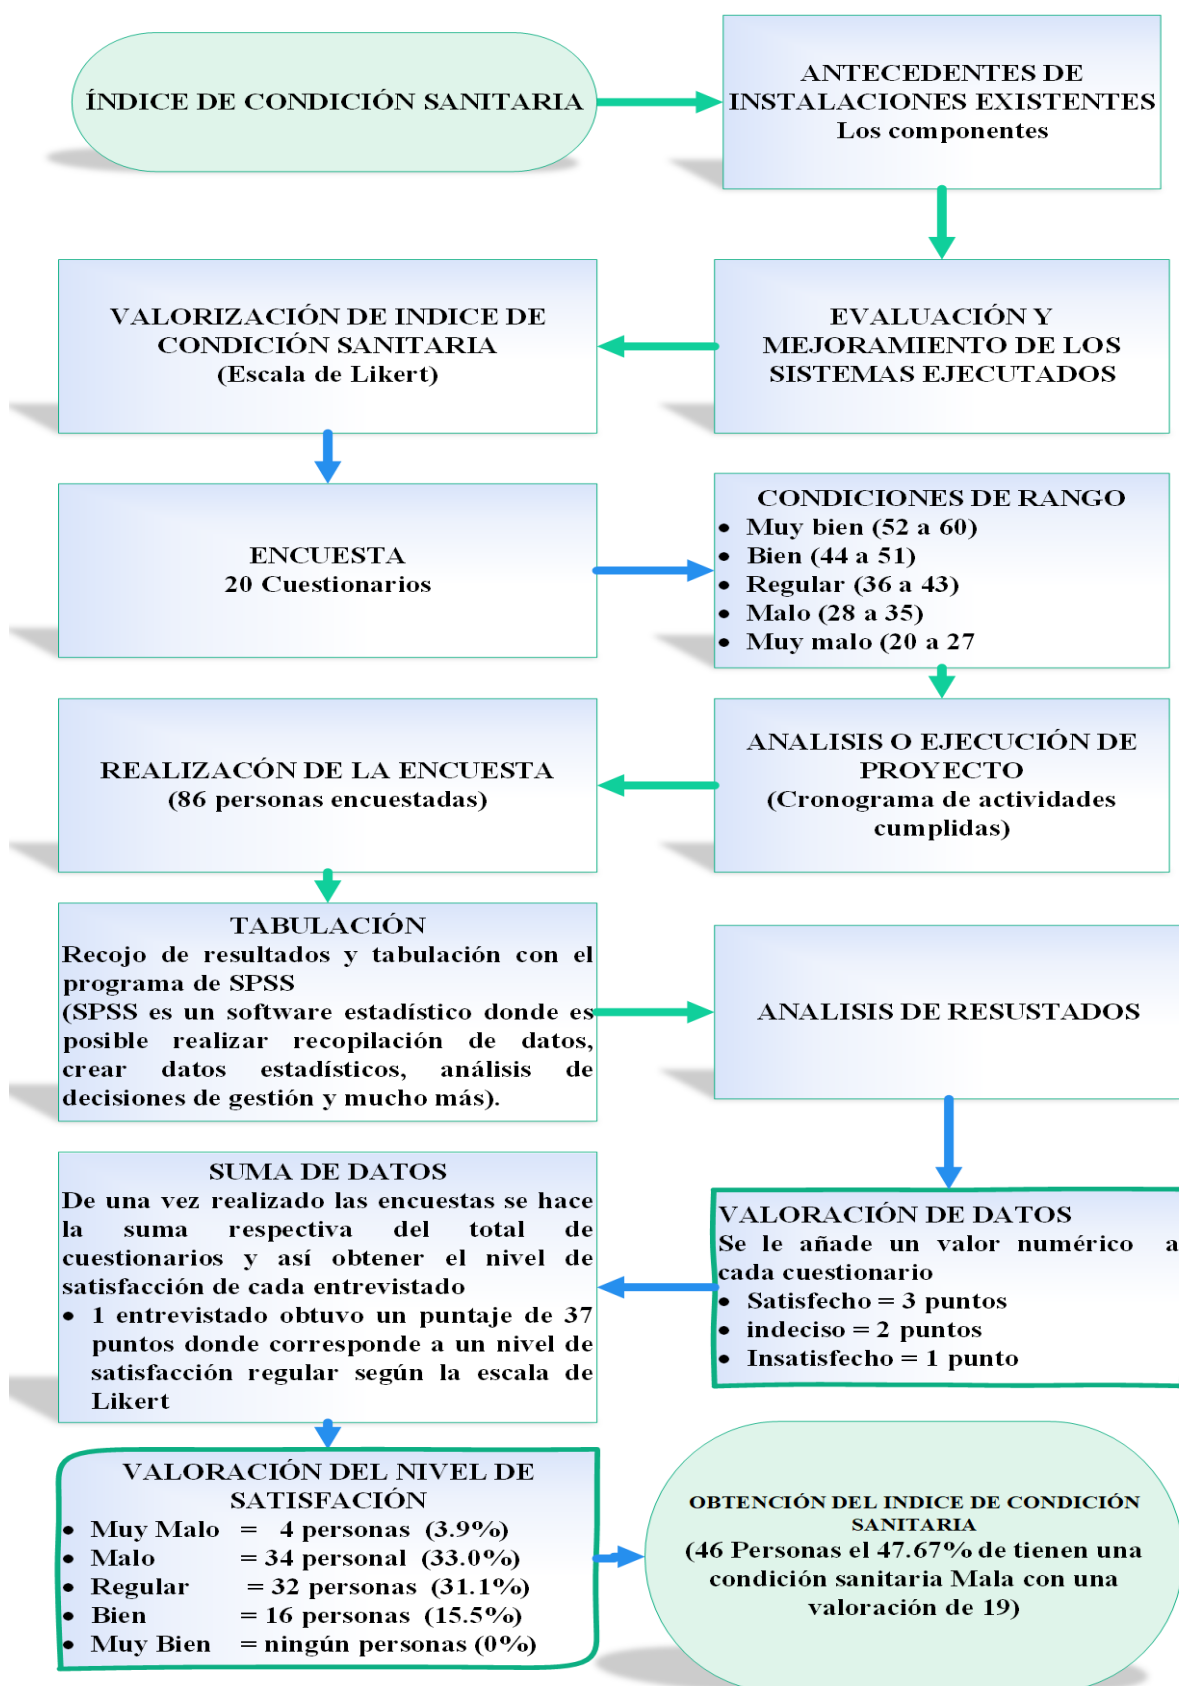 ÍNDICE DE CONDICIÓN SANITARIA
ANTECEDENTES DE
INSTALACIONES EXISTENTES
Los componentes
EVALUACIÓN Y
MEJORAMIENTO DE LOS
SISTEMAS EJECUTADOS
VALORIZACIÓN DE INDICE DE
CONDICIÓN SANITARIA
(Escala de Likert)
ENCUESTA
20 Cuestionarios
CONDICIONES DE RANGO
• Muy bien (52 a 60)
• Bien (44 a 51)
• Regular (36 a 43)
• Malo (28 a 35)
• Muy malo (20 a 27
ANALISIS O EJECUCIÓN DE
PROYECTO
(Cronograma de actividades
cumplidas)
REALIZACÓN DE LA ENCUESTA
(86 personas encuestadas)
TABULACIÓN
Recojo de resultados y tabulación con el
programa de SPSS
(SPSS es un software estadístico donde es
posible realizar recopilación de datos,
crear datos estadísticos, análisis de
decisiones de gestión y mucho más).
ANALISIS DE RESUSTADOS
VALORACIÓN DE DATOS
Se le añade un valor numérico a
cada cuestionario
• Satisfecho = 3 puntos
• indeciso = 2 puntos
• Insatisfecho = 1 punto
SUMA DE DATOS
De una vez realizado las encuestas se hace
la suma respectiva del total de
cuestionarios y así obtener el nivel de
satisfacción de cada entrevistado
• 1 entrevistado obtuvo un puntaje de 37
puntos donde corresponde a un nivel de
satisfacción regular según la escala de
Likert
VALORACIÓN DEL NIVEL DE
SATISFACIÓN
• Muy Malo = 4 personas (3.9%)
• Malo = 34 personal (33.0%)
• Regular = 32 personas (31.1%)
• Bien = 16 personas (15.5%)
• Muy Bien = ningún personas (0%)
OBTENCIÓN DEL INDICE DE CONDICIÓN
SANITARIA
(46 Personas el 47.67% de tienen una
condición sanitaria Mala con una
valoración de 19)